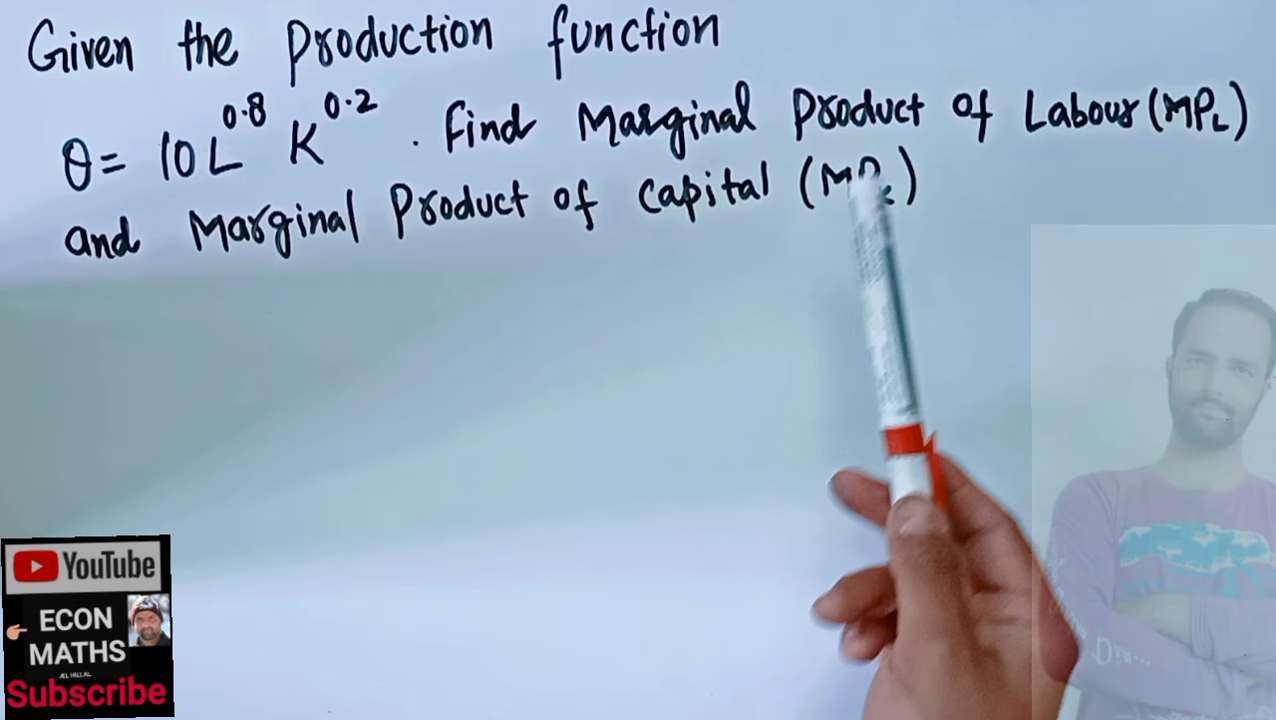 Given the Production function
Q = 10 L^0.8 K^0.2 . Find Marginal Product of Labour (MPL)
and Marginal Product of Capital
YouTube
ECON
MATHS
Subscribe